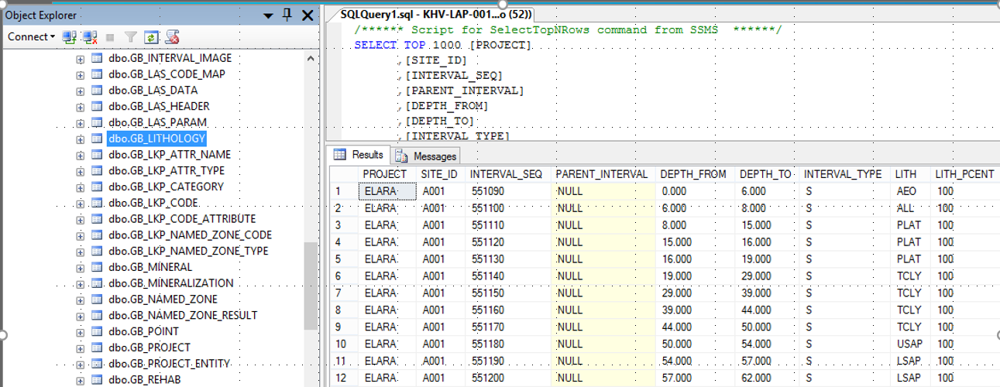 Object Explorer
Connect
dbo.GB_INTERVAL_IMAGE
dbo.GB_LAS_CODE_MAP
dbo.GB_LAS_DATA
dbo.GB_LAS_HEADER
dbo.GB_LAS_PARAM
dbo.GB_LITHOLOGY
dbo.GB_LKP_ATTR_NAME
dbo.GB_LKP_ATTR_TYPE
dbo.GB_LKP_CATEGORY
dbo.GB_LKP_CODE
dbo.GB_LKP_CODE_ATTRIBUTE
dbo.GB_LKP_NAMED_ZONE_CODE
dbo.GB_LKP_NAMED_ZONE_TYPE
dbo.GB_MINERAL
dbo.GB_MINERALIZATION
dbo.GB_NAMED_ZONE
dbo.GB_NAMED_ZONE_RESULT
dbo.GB_POINT
dbo.GB_PROJECT
dbo.GB_PROJECT_ENTITY
dbo.GB_REHAB
SQLQuery1.sql - KHV-LAP-001...o (52))
/****** Script for SelectTopNRows command from SSMS ******/
SELECT TOP 1000 [PROJECT]
,[SITE_ID]
,[INTERVAL_SEQ]
,[PARENT_INTERVAL]
,[DEPTH_FROM]
,[DEPTH_TO]
,[INTERVAL_TYPE]
Results Messages
PROJECT SITE_ID INTERVAL_SEQ PARENT_INTERVAL DEPTH_FROM DEPTH_TO INTERVAL_TYPE LITH LITH_PCENT
1 ELARA A001 551090 NULL 0.000 6.000 S AEO 100
2 ELARA A001 551100 NULL 6.000 8.000 S ALL 100
3 ELARA A001 551110 NULL 8.000 15.000 S PLAT 100
4 ELARA A001 551120 NULL 15.000 16.000 S PLAT 100
5 ELARA A001 551130 NULL 16.000 19.000 S PLAT 100
6 ELARA A001 551140 NULL 19.000 29.000 S TCLY 100
7 ELARA A001 551150 NULL 29.000 39.000 S TCLY 100
8 ELARA A001 551160 NULL 39.000 44.000 S TCLY 100
9 ELARA A001 551170 NULL 44.000 50.000 S TCLY 100
10 ELARA A001 551180 NULL 50.000 54.000 S USAP 100
11 ELARA A001 551190 NULL 54.000 57.000 S LSAP 100
12 ELARA A001 551200 NULL 57.000 62.000 S LSAP 100